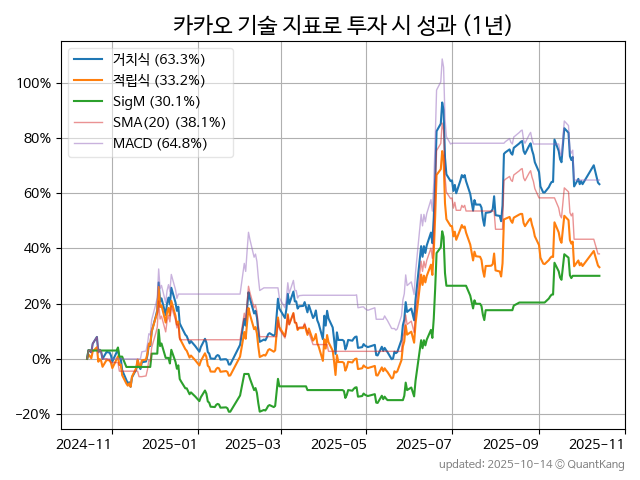 카카오 기술 지표로 투자 시 성과 (1년)
거치식 (63.3%)
적립식 (33.2%)
SigM (30.1%)
SMA(20) (38.1%)
MACD (64.8%)
100%
80%
60%
40%
20%
0%
−20%
2024-11 2025-01 2025-03 2025-05 2025-07 2025-09 2025-11
updated: 2025-10-14 © QuantKang